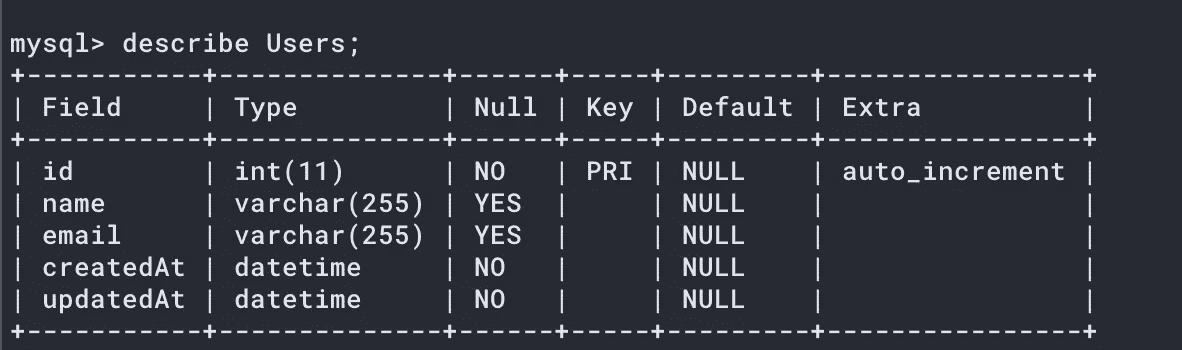 mysql> describe Users;
+-----------+--------------+------+-----+---------+----------------+
| Field     | Type         | Null | Key | Default | Extra          |
+-----------+--------------+------+-----+---------+----------------+
| id        | int(11)      | NO   | PRI | NULL    | auto_increment |
| name      | varchar(255) | YES  |     | NULL    |                |
| email     | varchar(255) | YES  |     | NULL    |                |
| createdAt | datetime     | NO   |     | NULL    |                |
| updatedAt | datetime     | NO   |     | NULL    |                |
+-----------+--------------+------+-----+---------+----------------+